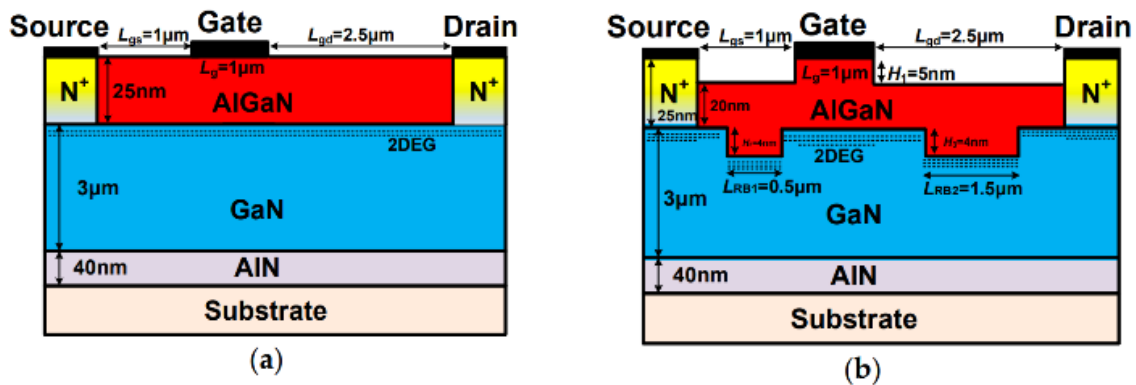 Source Gate Drain
Lgs=1μm Lgd=2.5μm
Lg=1μm
N+ 25nm AlGaN N+
2DEG
3μm
GaN
40nm AlN
Substrate
(a)
Source Gate Drain
Lgs=1μm Lgd=2.5μm
N+ Lg=1μm H1=5nm N+
25nm 20nm AlGaN
=4nm =4nm
2DEG
LRB1=0.5μm LRB2=1.5μm
3μm
GaN
40nm AlN
Substrate
(b)